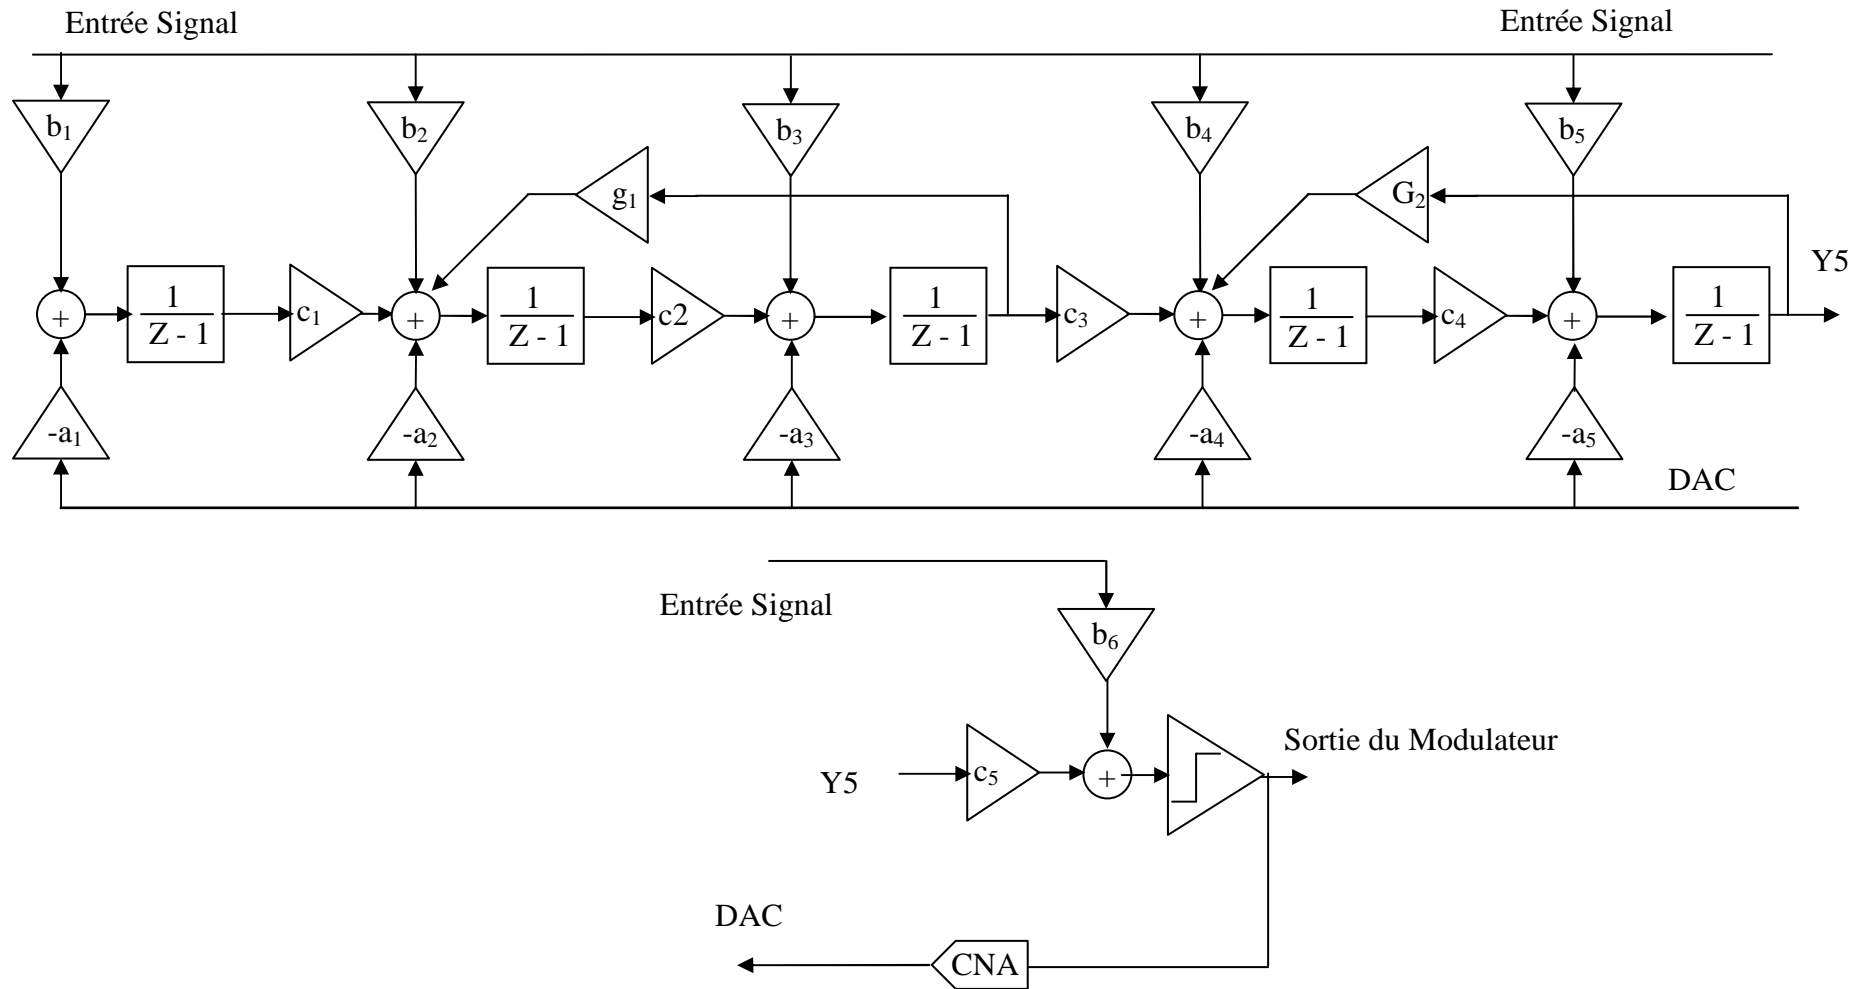 Entrée Signal Entrée Signal
b₁ b₂ b₃ b₄ b₅
g₁ G₂
Y5
+ 1 c₁ + 1 c2 + 1 c₃ + 1 c₄ + 1
Z - 1 Z - 1 Z - 1 Z - 1 Z - 1
-a₁ -a₂ -a₃ -a₄ -a₅
DAC
Entrée Signal
b₆
Sortie du Modulateur
Y5 c₅ +
DAC
CNA